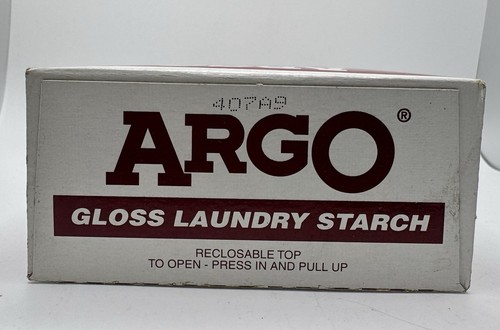 407A9
ARGO®
GLOSS LAUNDRY STARCH
RECLOSABLE TOP
TO OPEN - PRESS IN AND PULL UP